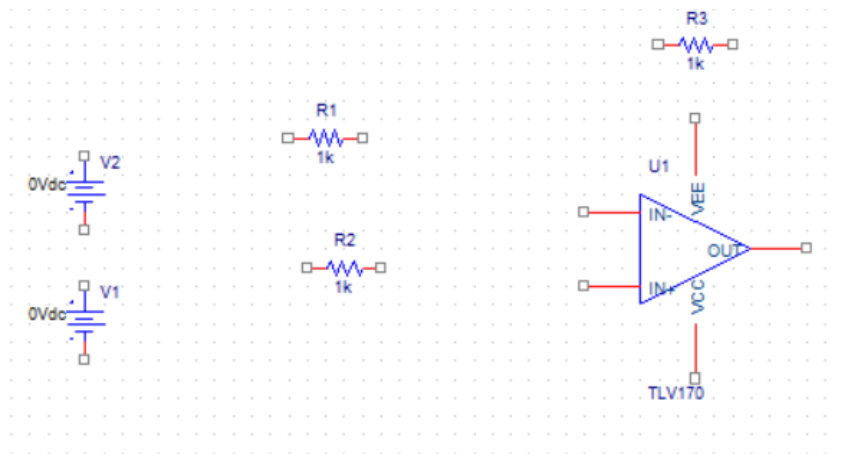 R3
1k
R1
1k
V2
0Vdc
U1
VEE
IN-
R2
1k
OUT
V1
0Vdc
IN+
VCC
TLV170